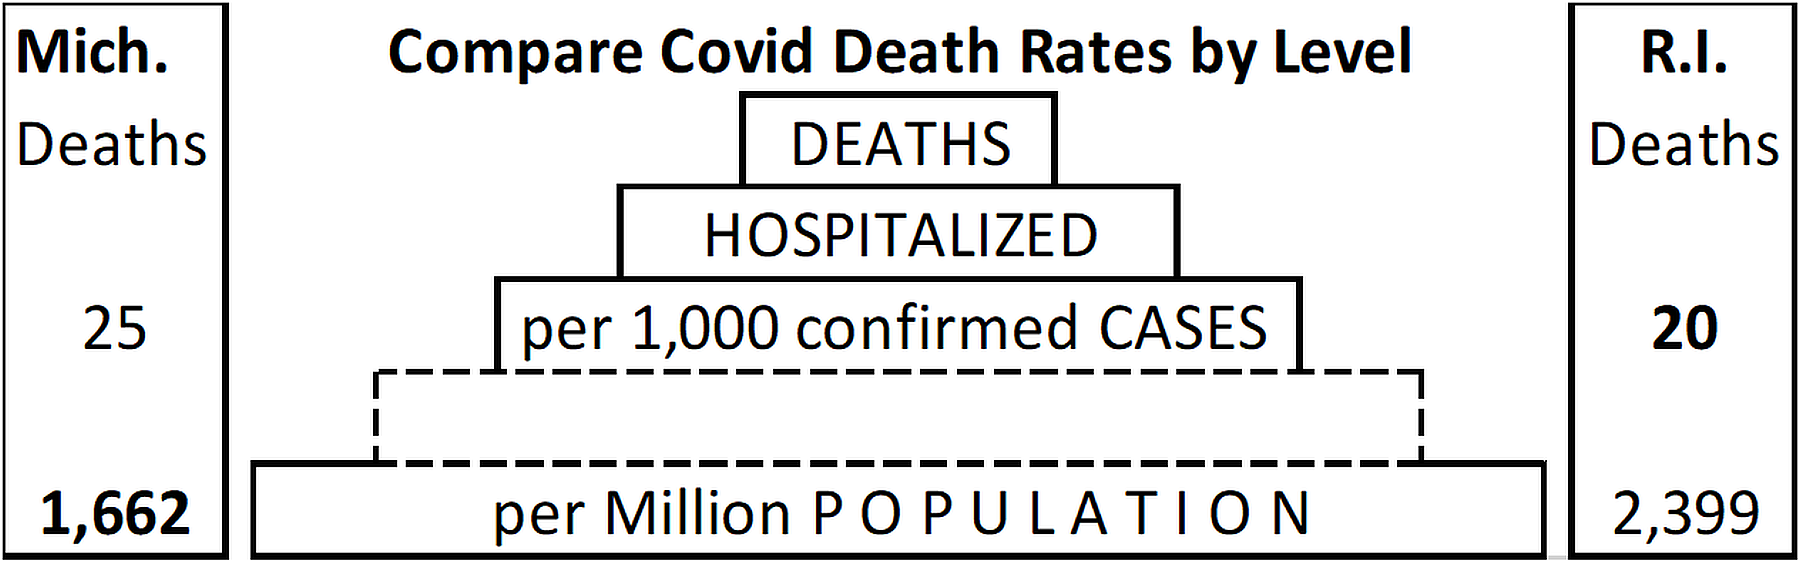 Mich.
Compare Covid Death Rates by Level
R.I.
Deaths
DEATHS
Deaths
HOSPITALIZED
25
per 1,000 confirmed CASES
20
1,662
per Million P O P U L A T I O N
2,399